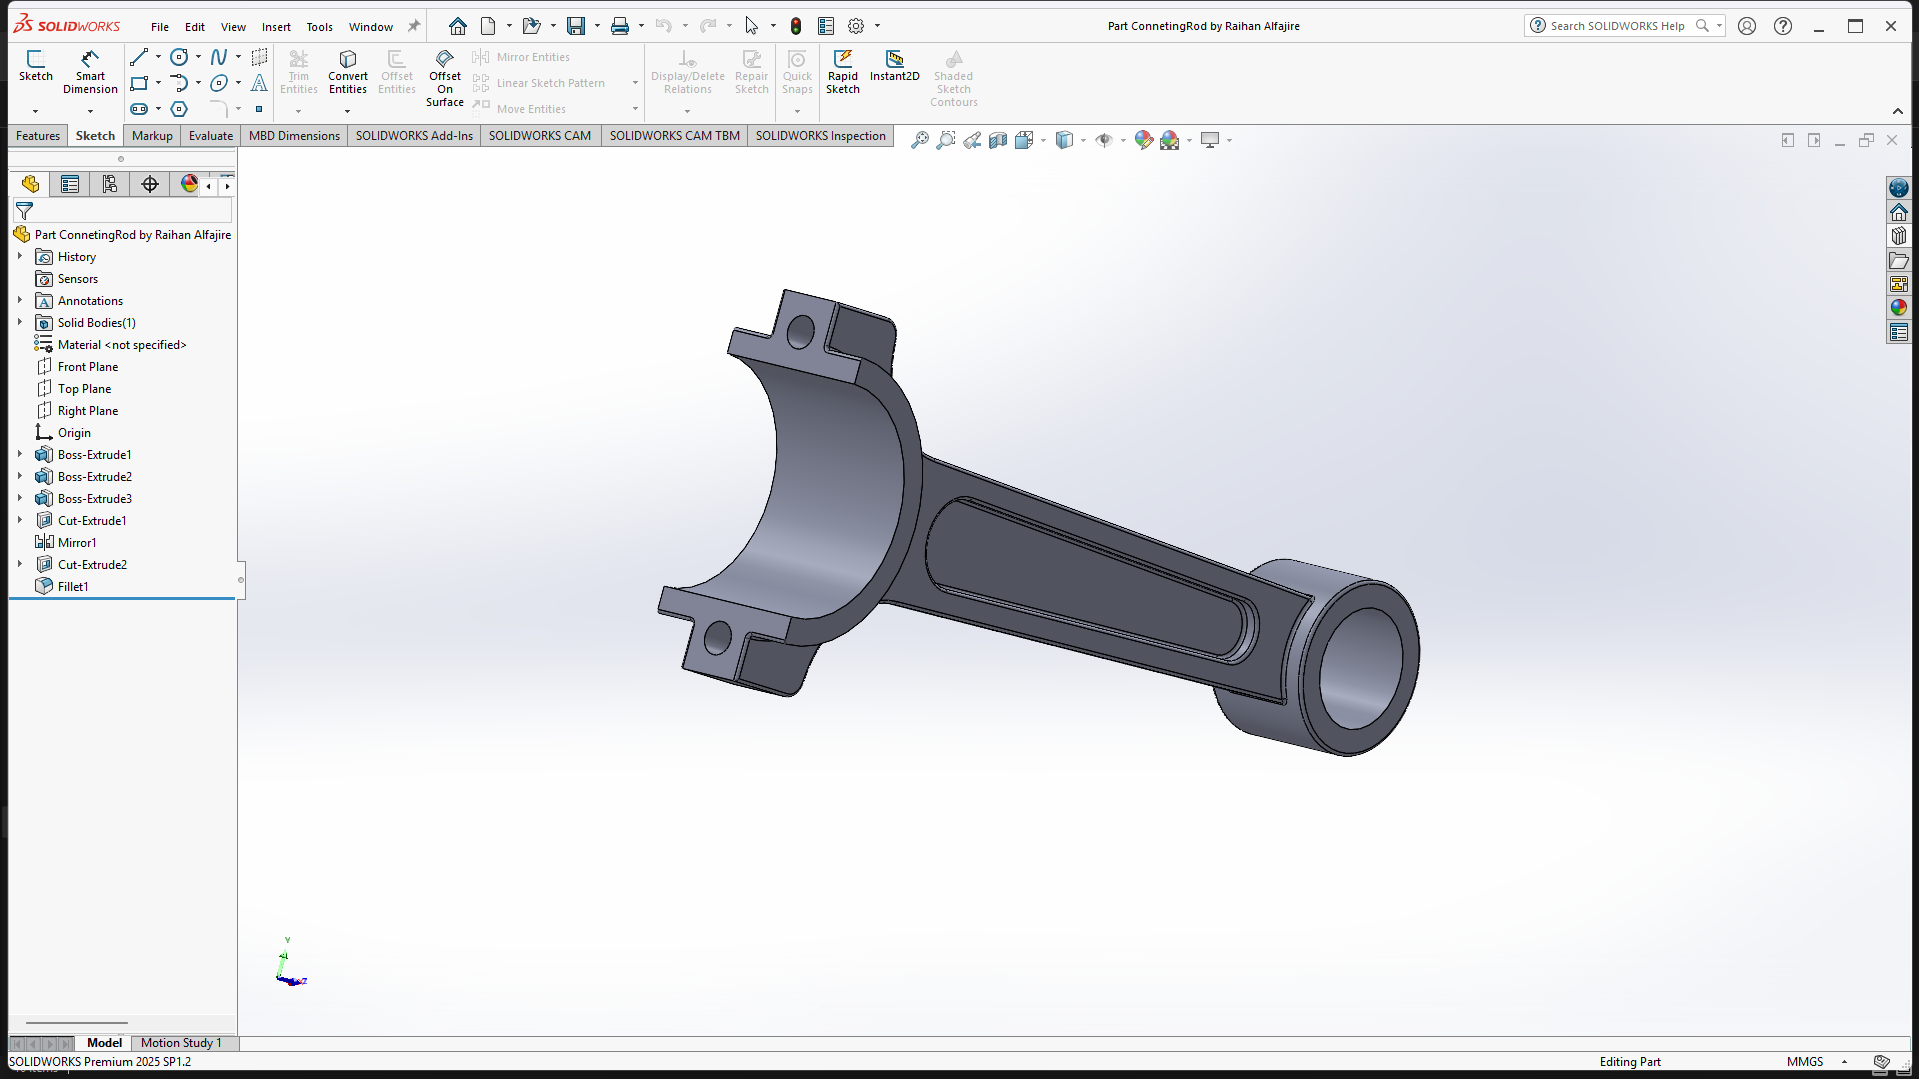 SOLIDWORKS File Edit View Insert Tools Window
Part ConnetingRod by Raihan Alfajire
Search SOLIDWORKS Help
Sketch
Smart Dimension
Trim Entities
Convert Entities
Offset Entities
Offset On Surface
Mirror Entities
Linear Sketch Pattern
Move Entities
Display/Delete Relations
Repair Sketch
Quick Snaps
Rapid Sketch
Instant2D
Shaded Sketch Contours
Features Sketch Markup Evaluate MBD Dimensions SOLIDWORKS Add-Ins SOLIDWORKS CAM SOLIDWORKS CAM TBM SOLIDWORKS Inspection
Part ConnetingRod by Raihan Alfajire
History
Sensors
Annotations
Solid Bodies(1)
Material <not specified>
Front Plane
Top Plane
Right Plane
Origin
Boss-Extrude1
Boss-Extrude2
Boss-Extrude3
Cut-Extrude1
Mirror1
Cut-Extrude2
Fillet1
Y
Z
Model Motion Study 1
SOLIDWORKS Premium 2025 SP1.2
Editing Part
MMGS